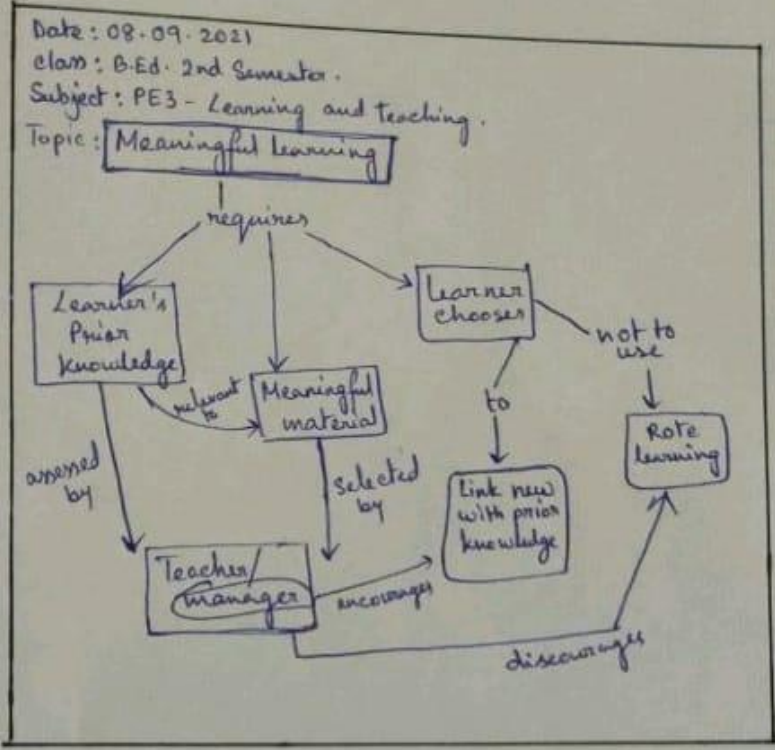 Date: 08.09.2021
class: B.Ed. 2nd Semester.
Subject: PE3 - Learning and Teaching.
Topic: Meaningful Learning
requires
Learner's
Prior
knowledge
relevant
to
Meaningful
material
Learner
chooses
not to
use
to
Rote
learning
assessed
by
selected
by
Link new
with prior
knowledge
Teacher/
manager
encourages
discourages